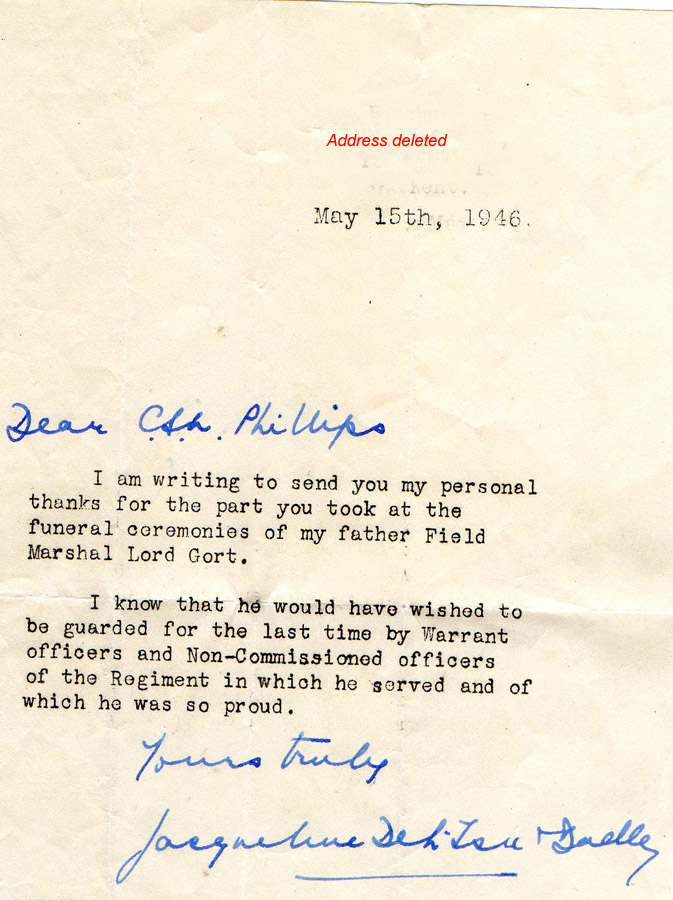 Address deleted
Kent.
May 15th, 1946.
Dear C.S.M. Phillips
I am writing to send you my personal
thanks for the part you took at the
funeral ceremonies of my father Field
Marshal Lord Gort.
I know that he would have wished to
be guarded for the last time by Warrant
officers and Non-Commissioned officers
of the Regiment in which he served and of
which he was so proud.
Yours truly
Jacqueline De L'Isle & Dudley